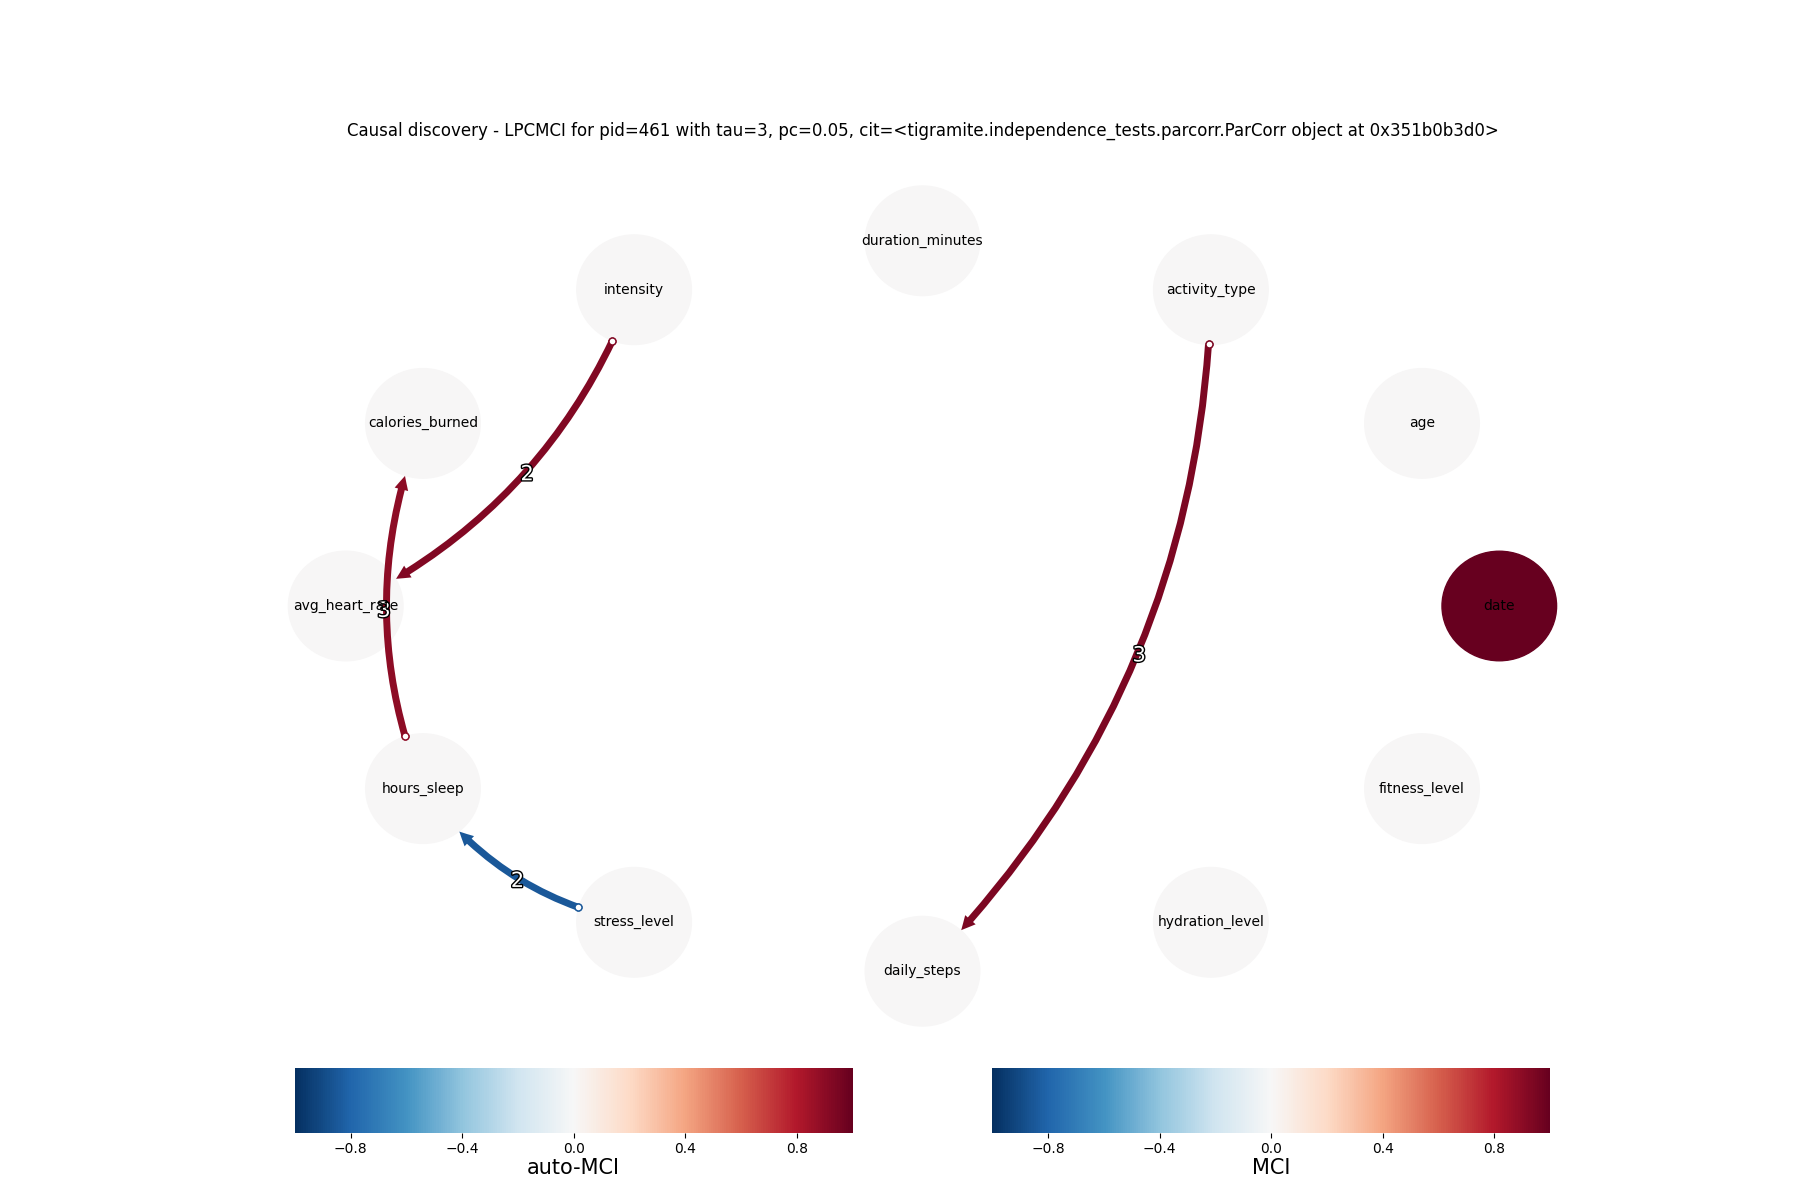 Causal discovery - LPCMCI for pid=461 with tau=3, pc=0.05, cit=<tigramite.independence_tests.parcorr.ParCorr object at 0x351b0b3d0>
duration_minutes
intensity
activity_type
calories_burned
age
2
avg_heart_rate
3
date
3
hours_sleep
fitness_level
2
stress_level
hydration_level
daily_steps
−0.8 −0.4 0.0 0.4 0.8
auto-MCI
−0.8 −0.4 0.0 0.4 0.8
MCI